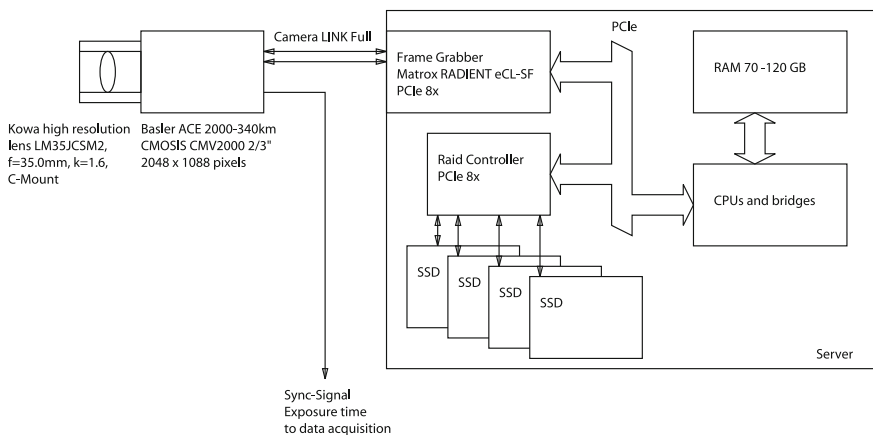 Camera LINK Full
PCIe
Frame Grabber
Matrox RADIENT eCL-SF
PCIe 8x
RAM 70 -120 GB
Kowa high resolution
lens LM35JCSM2,
f=35.0mm, k=1.6,
C-Mount
Basler ACE 2000-340km
CMOSIS CMV2000 2/3"
2048 x 1088 pixels
Raid Controller
PCIe 8x
CPUs and bridges
SSD
SSD
SSD
SSD
Server
Sync-Signal
Exposure time
to data acquisition